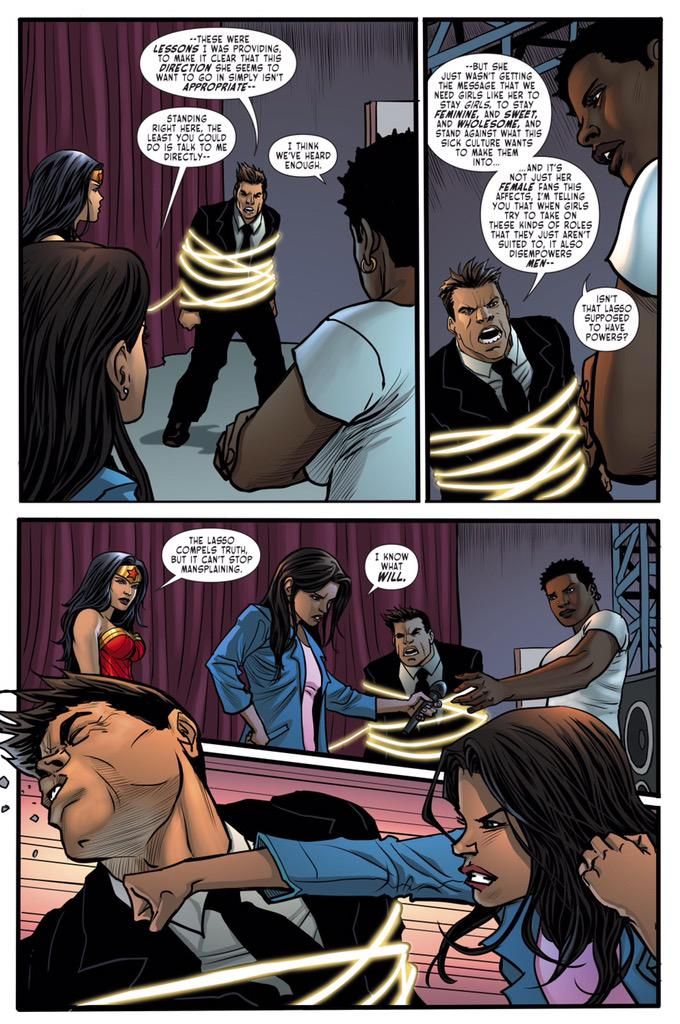 --THESE WERE
LESSONS I WAS PROVIDING,
TO MAKE IT CLEAR THAT THIS
DIRECTION SHE SEEMS TO
WANT TO GO IN SIMPLY ISN'T
APPROPRIATE--
STANDING
RIGHT HERE, THE
LEAST YOU COULD
DO IS TALK TO ME
DIRECTLY--
I THINK
WE'VE HEARD
ENOUGH.
--BUT SHE
JUST WASN'T GETTING
THE MESSAGE THAT WE
NEED GIRLS LIKE HER TO
STAY GIRLS, TO STAY
FEMININE, AND SWEET,
AND WHOLESOME, AND
STAND AGAINST WHAT THIS
SICK CULTURE WANTS
TO MAKE THEM
INTO...
...AND IT'S
NOT JUST HER
FEMALE FANS THIS
AFFECTS, I'M TELLING
YOU THAT WHEN GIRLS
TRY TO TAKE ON
THESE KINDS OF ROLES
THAT THEY JUST AREN'T
SUITED TO, IT ALSO
DISEMPOWERS
MEN--
ISN'T
THAT LASSO
SUPPOSED
TO HAVE
POWERS?
THE LASSO
COMPELS TRUTH,
BUT IT CAN'T STOP
MANSPLAINING.
I KNOW
WHAT
WILL.